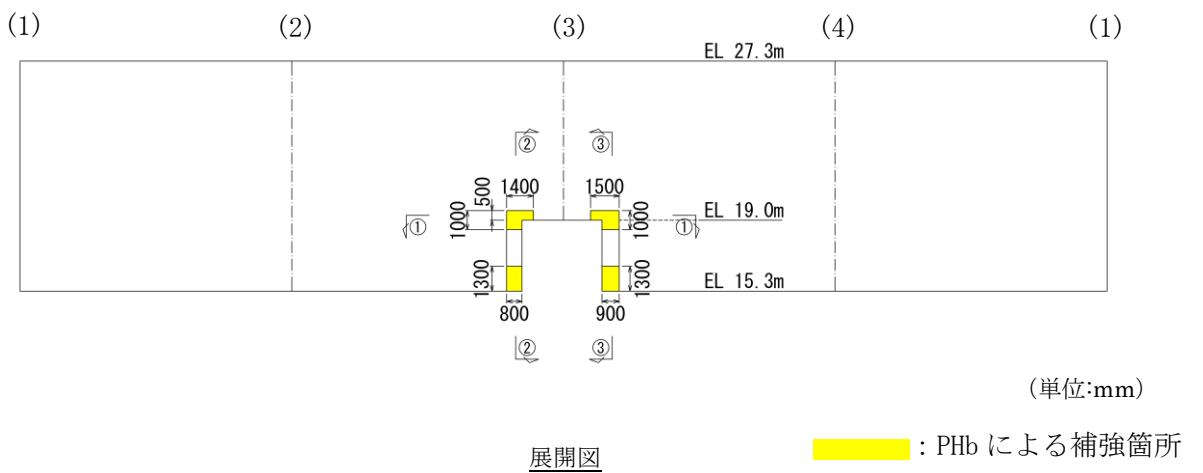 (1) (2) (3) (4) (1)
EL 27.3m
② ③
1400 1500
500
1000 1000
EL 19.0m
① ①
1300 1300
EL 15.3m
800 900
② ③
(単位:mm)
展開図
：PHb による補強箇所